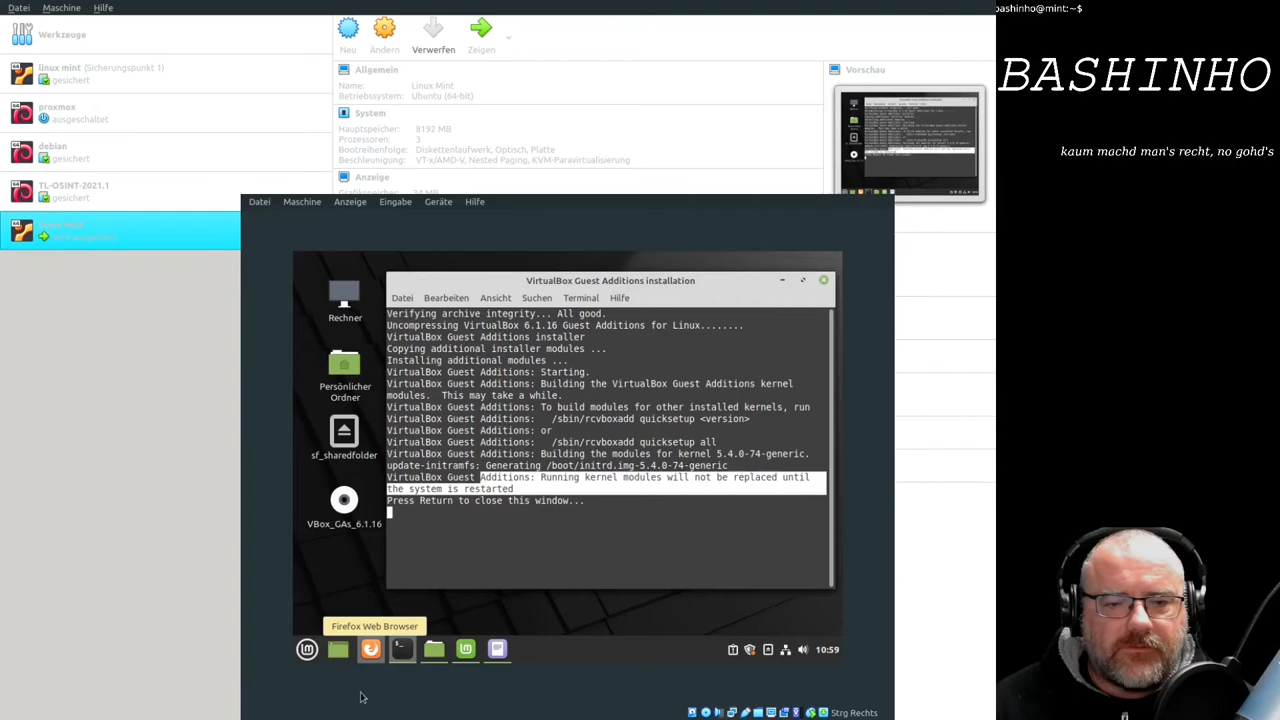 Datei Maschine Hilfe
Werkzeuge
linux mint (Sicherungspunkt 1)
gesichert
proxmox
ausgeschaltet
debian
gesichert
TL-OSINT-2021.1
gesichert
Neu Ändern Verwerfen Zeigen
Allgemein
Name: Linux Mint
Betriebssystem: Ubuntu (64-bit)
System
Hauptspeicher: 8192 MB
Prozessoren: 3
Bootreihenfolge: Diskettenlaufwerk, Optisch, Platte
Beschleunigung: VT-x/AMD-V, Nested Paging, KVM-Paravirtualisierung
Anzeige
Vorschau
bashinho@mint:~$
BASHINHO
kaum machd man's recht, no gohd's
Datei Maschine Anzeige Eingabe Geräte Hilfe
Rechner
Persönlicher
Ordner
sf_sharedfolder
VBox_GAs_6.1.16
VirtualBox Guest Additions installation
Datei Bearbeiten Ansicht Suchen Terminal Hilfe
Verifying archive integrity... All good.
Uncompressing VirtualBox 6.1.16 Guest Additions for Linux........
VirtualBox Guest Additions installer
Copying additional installer modules ...
Installing additional modules ...
VirtualBox Guest Additions: Starting.
VirtualBox Guest Additions: Building the VirtualBox Guest Additions kernel
modules.  This may take a while.
VirtualBox Guest Additions: To build modules for other installed kernels, run
VirtualBox Guest Additions:   /sbin/rcvboxadd quicksetup <version>
VirtualBox Guest Additions: or
VirtualBox Guest Additions:   /sbin/rcvboxadd quicksetup all
VirtualBox Guest Additions: Building the modules for kernel 5.4.0-74-generic.
update-initramfs: Generating /boot/initrd.img-5.4.0-74-generic
VirtualBox Guest Additions: Running kernel modules will not be replaced until
the system is restarted
Press Return to close this window...
Firefox Web Browser
10:59
Strg Rechts